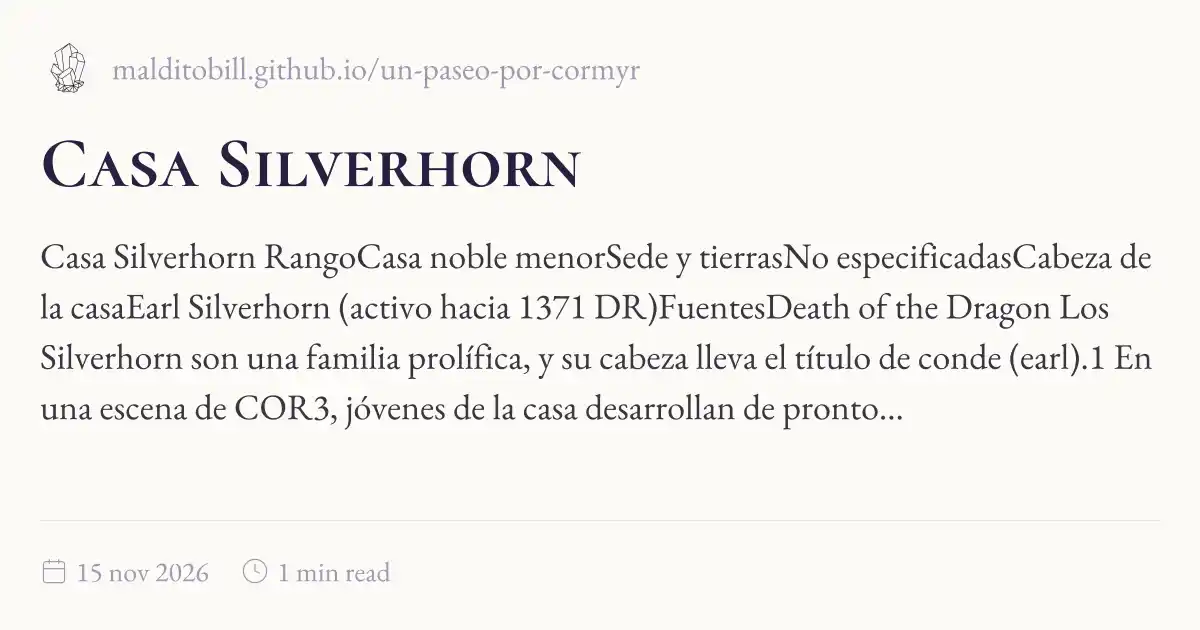 malditobill.github.io/un-paseo-por-cormyr
Casa Silverhorn
Casa Silverhorn RangoCasa noble menorSede y tierrasNo especificadasCabeza de
la casaEarl Silverhorn (activo hacia 1371 DR)FuentesDeath of the Dragon Los
Silverhorn son una familia prolífica, y su cabeza lleva el título de conde (earl).1 En
una escena de COR3, jóvenes de la casa desarrollan de pronto...
15 nov 2026
1 min read